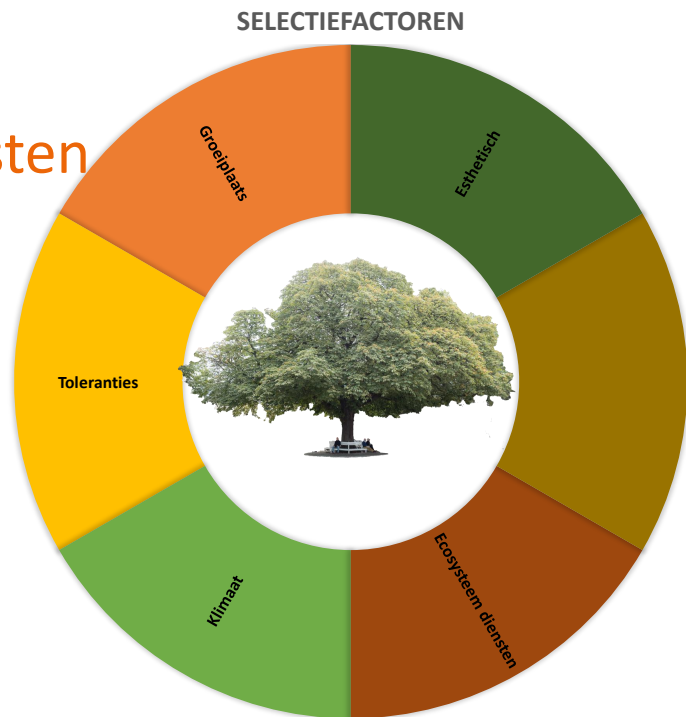 SELECTIEFACTOREN
sten
Groeiplaats
Esthetisch
Toleranties
Klimaat
Ecosysteem diensten